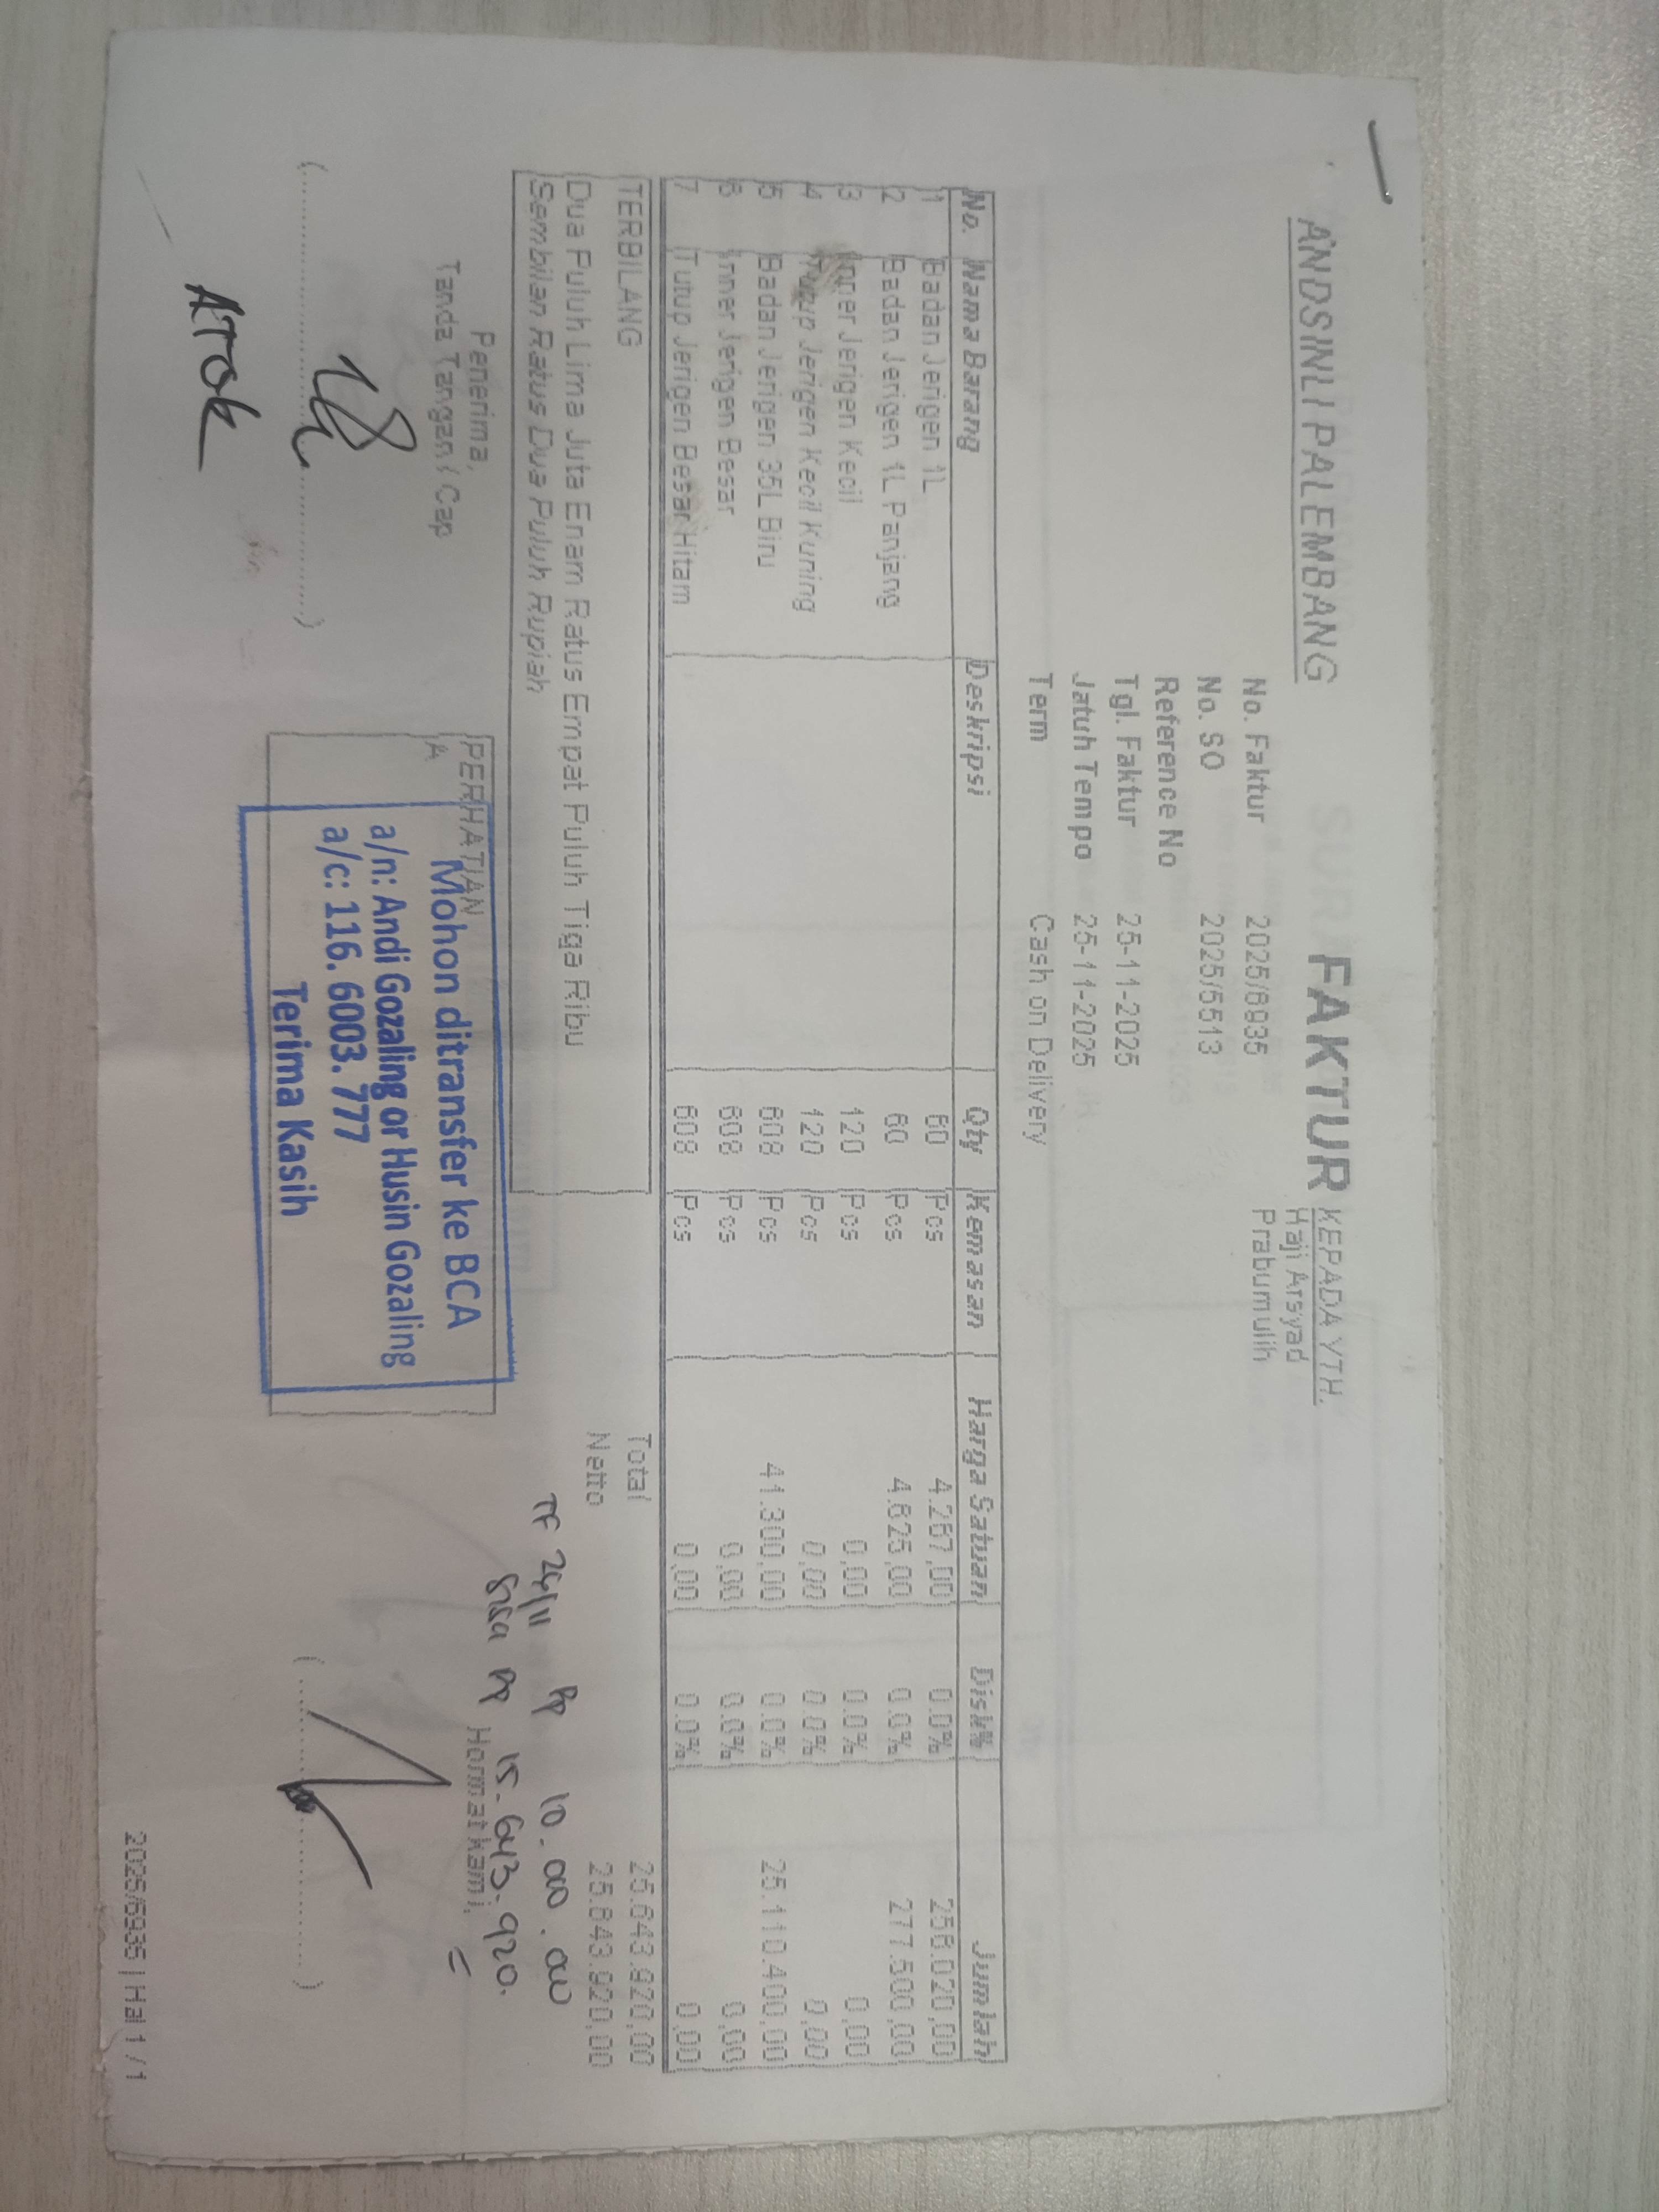 ANDSINLI PALEMBANG
FAKTUR
KEPADA YTH.
Haji Arsyad
Prabumulih
No. Faktur 2025/6935
No. SO 2025/5513
Reference No
Tgl. Faktur 25-11-2025
Jatuh Tempo 25-11-2025
Term Cash on Delivery
No. Nama Barang Deskripsi Qty Kemasan Harga Satuan Disk% Jumlah
1 Badan Jerigen 1L 60 Pcs 4.267,00 0.0% 256.020,00
2 Badan Jerigen 1L Panjang 60 Pcs 4.625,00 0.0% 277.500,00
3 Inner Jerigen Kecil 120 Pcs 0,00 0.0% 0,00
4 Tutup Jerigen Kecil Kuning 120 Pcs 0,00 0.0% 0,00
5 Badan Jerigen 35L Biru 608 Pcs 41.300,00 0.0% 25.110.400,00
6 Inner Jerigen Besar 608 Pcs 0,00 0.0% 0,00
7 Tutup Jerigen Besar Hitam 608 Pcs 0,00 0.0% 0,00
TERBILANG
Dua Puluh Lima Juta Enam Ratus Empat Puluh Tiga Ribu
Sembilan Ratus Dua Puluh Rupiah
Total 25.643.920,00
Netto 25.643.920,00
TF Rp 10.000.000
sisa Rp 15.643.920.
Penerima,
Tanda Tangan / Cap
PERHATIAN
A
Mohon ditransfer ke BCA
a/n: Andi Gozaling or Husin Gozaling
a/c: 116. 6003. 777
Terima Kasih
Hormat kami,
(....................)
(....................)
Atok
2025/6935 | Hal 1 / 1